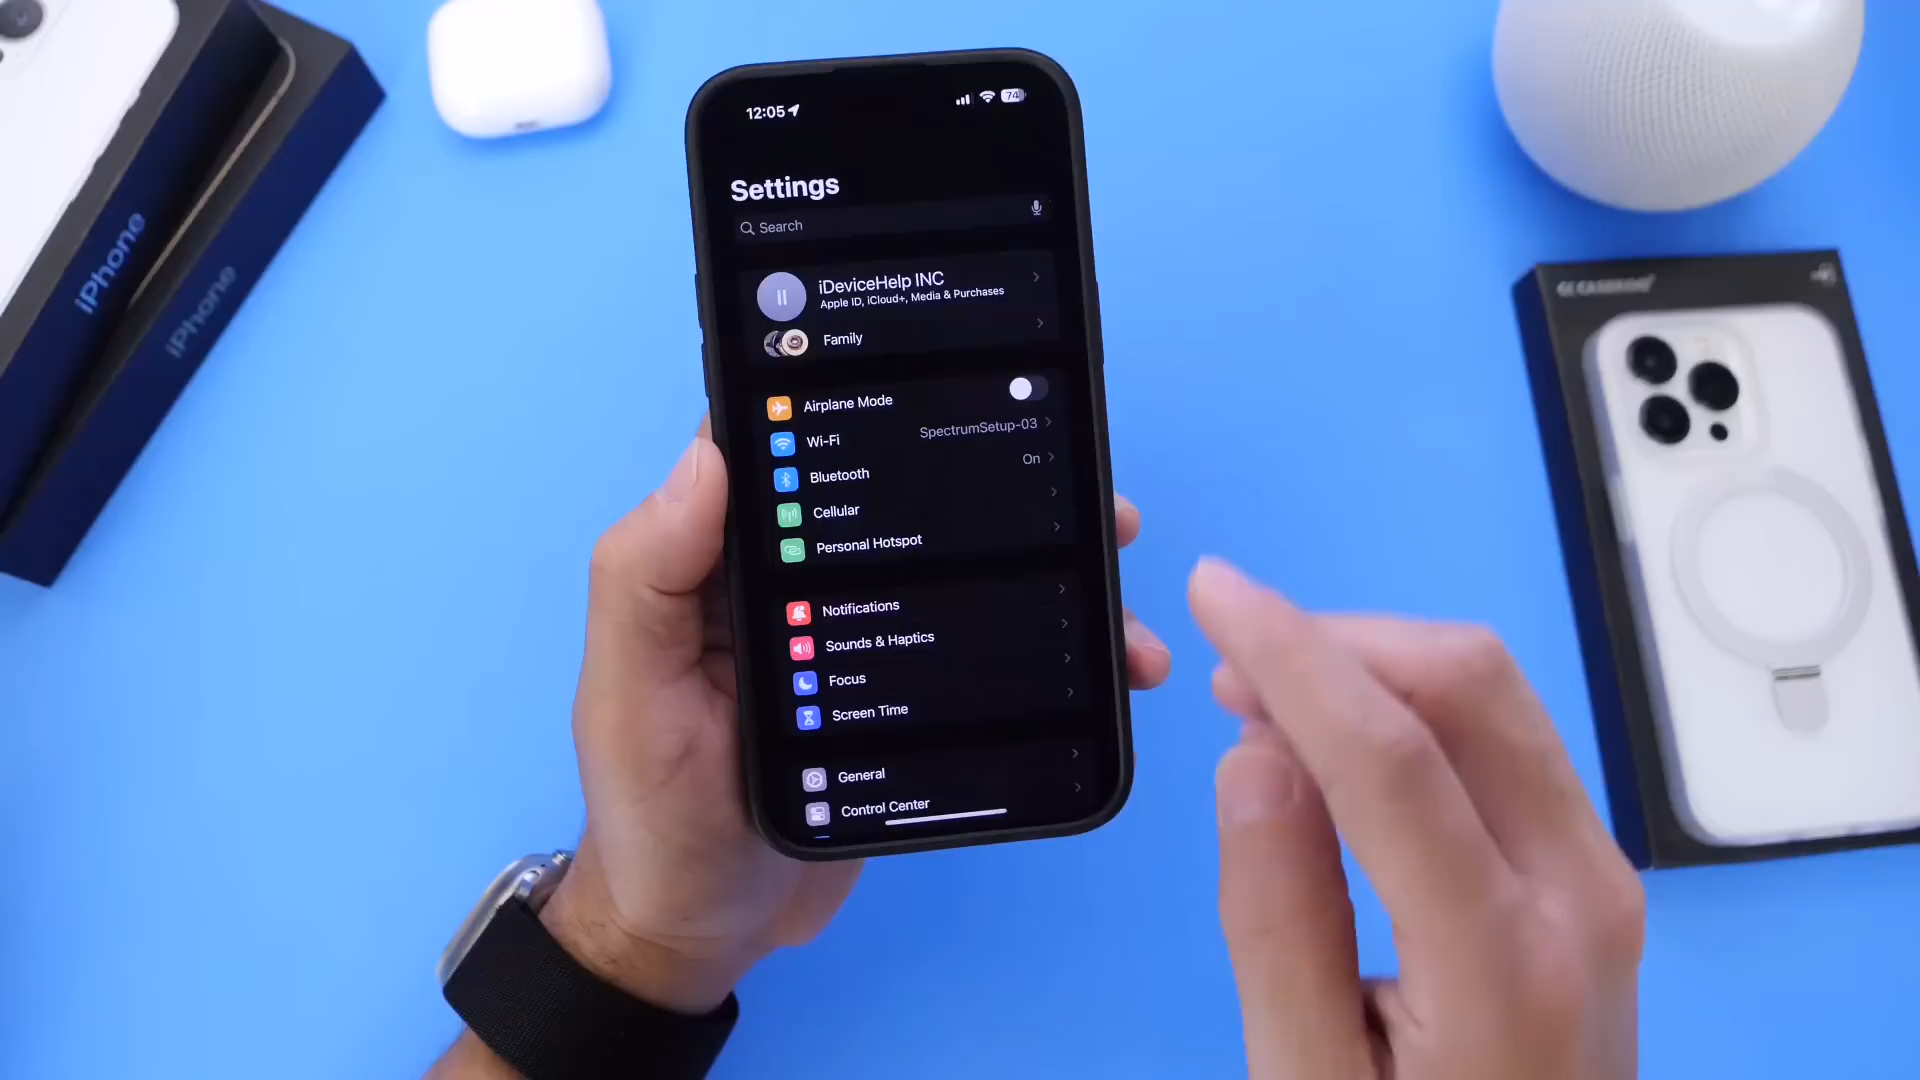 12:05
74
Settings
Search
iDeviceHelp INC
Apple ID, iCloud+, Media & Purchases
Family
Airplane Mode
Wi-Fi
SpectrumSetup-03
Bluetooth
On
Cellular
Personal Hotspot
Notifications
Sounds & Haptics
Focus
Screen Time
General
Control Center
iPhone
iPhone